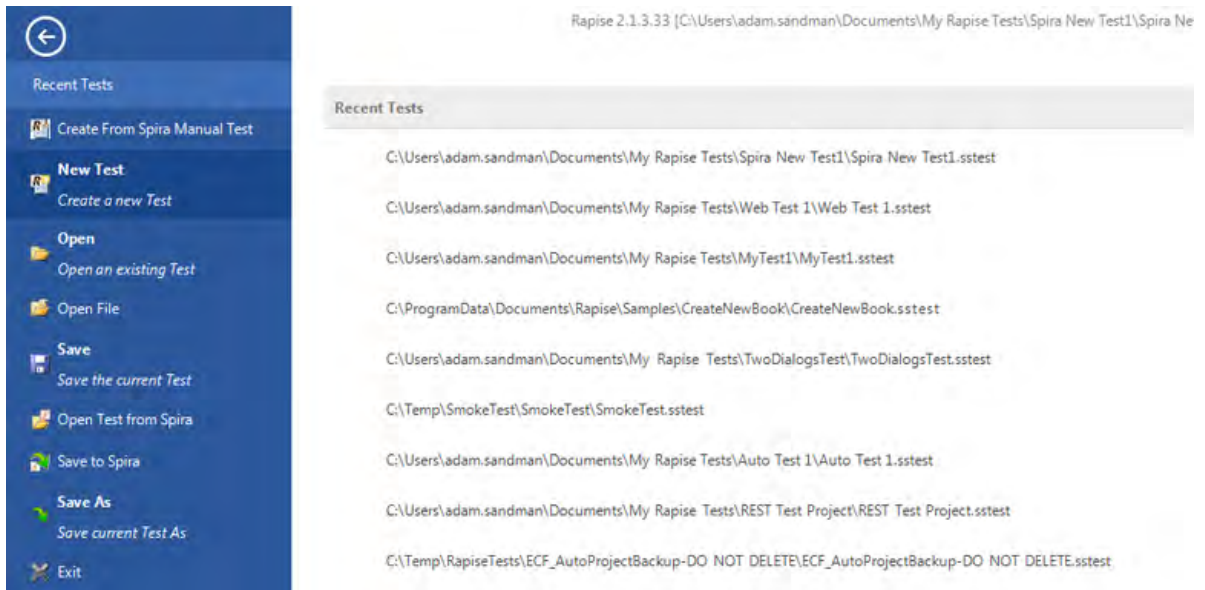 Rapise 2.1.3.33 [C:\Users\adam.sandman\Documents\My Rapise Tests\Spira New Test1\Spira Ne
Recent Tests
Create From Spira Manual Test
New Test
Create a new Test
Open
Open an existing Test
Open File
Save
Save the current Test
Open Test from Spira
Save to Spira
Save As
Save current Test As
Exit
Recent Tests
C:\Users\adam.sandman\Documents\My Rapise Tests\Spira New Test1\Spira New Test1.sstest
C:\Users\adam.sandman\Documents\My Rapise Tests\Web Test 1\Web Test 1.sstest
C:\Users\adam.sandman\Documents\My Rapise Tests\MyTest1\MyTest1.sstest
C:\ProgramData\Documents\Rapise\Samples\CreateNewBook\CreateNewBook.sstest
C:\Users\adam.sandman\Documents\My Rapise Tests\TwoDialogsTest\TwoDialogsTest.sstest
C:\Temp\SmokeTest\SmokeTest\SmokeTest.sstest
C:\Users\adam.sandman\Documents\My Rapise Tests\Auto Test 1\Auto Test 1.sstest
C:\Users\adam.sandman\Documents\My Rapise Tests\REST Test Project\REST Test Project.sstest
C:\Temp\RapiseTests\ECF_AutoProjectBackup-DO NOT DELETE\ECF_AutoProjectBackup-DO NOT DELETE.sstest